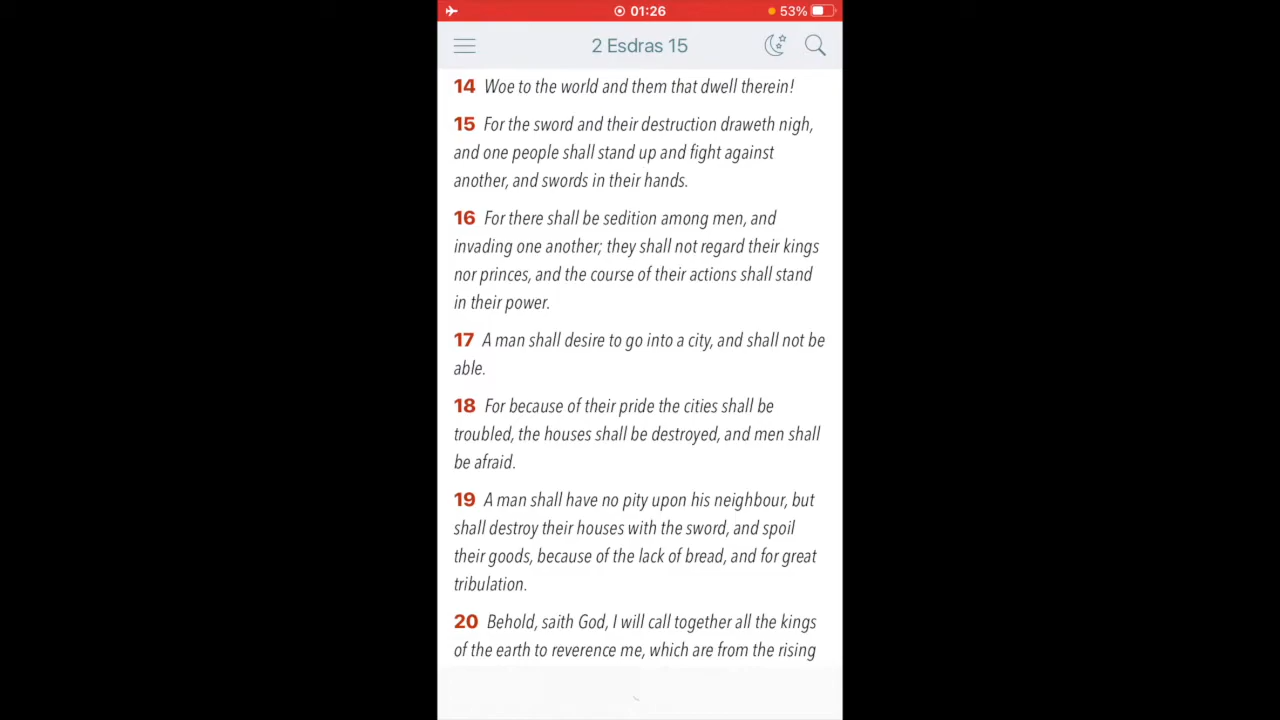 01:26
53%
2 Esdras 15
14 Woe to the world and them that dwell therein!
15 For the sword and their destruction draweth nigh,
and one people shall stand up and fight against
another, and swords in their hands.
16 For there shall be sedition among men, and
invading one another; they shall not regard their kings
nor princes, and the course of their actions shall stand
in their power.
17 A man shall desire to go into a city, and shall not be
able.
18 For because of their pride the cities shall be
troubled, the houses shall be destroyed, and men shall
be afraid.
19 A man shall have no pity upon his neighbour, but
shall destroy their houses with the sword, and spoil
their goods, because of the lack of bread, and for great
tribulation.
20 Behold, saith God, I will call together all the kings
of the earth to reverence me, which are from the rising